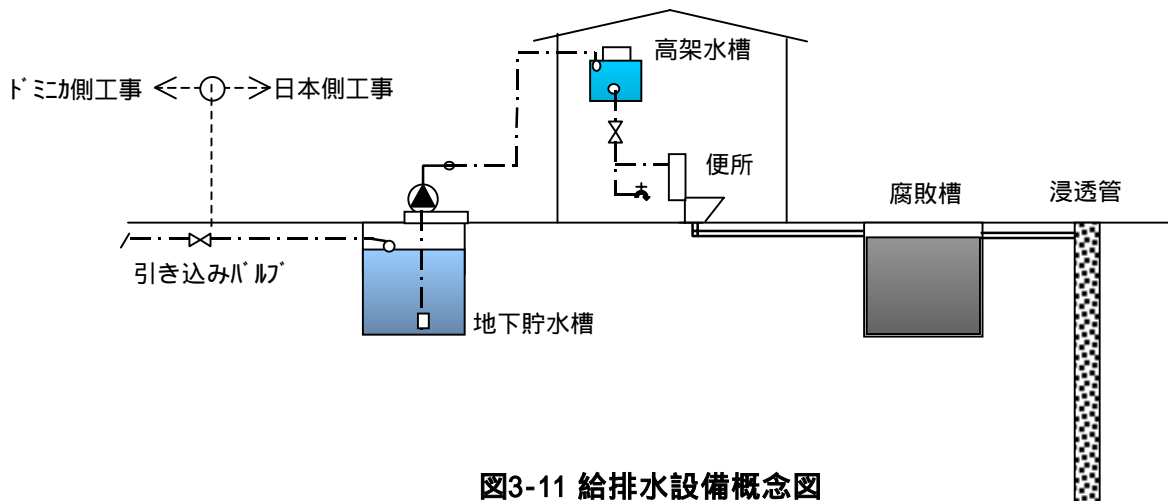 高架水槽
ﾄﾞﾐﾆｶ側工事
日本側工事
便所
腐敗槽
浸透管
引き込みﾊﾞﾙﾌﾞ
地下貯水槽
図3-11 給排水設備概念図